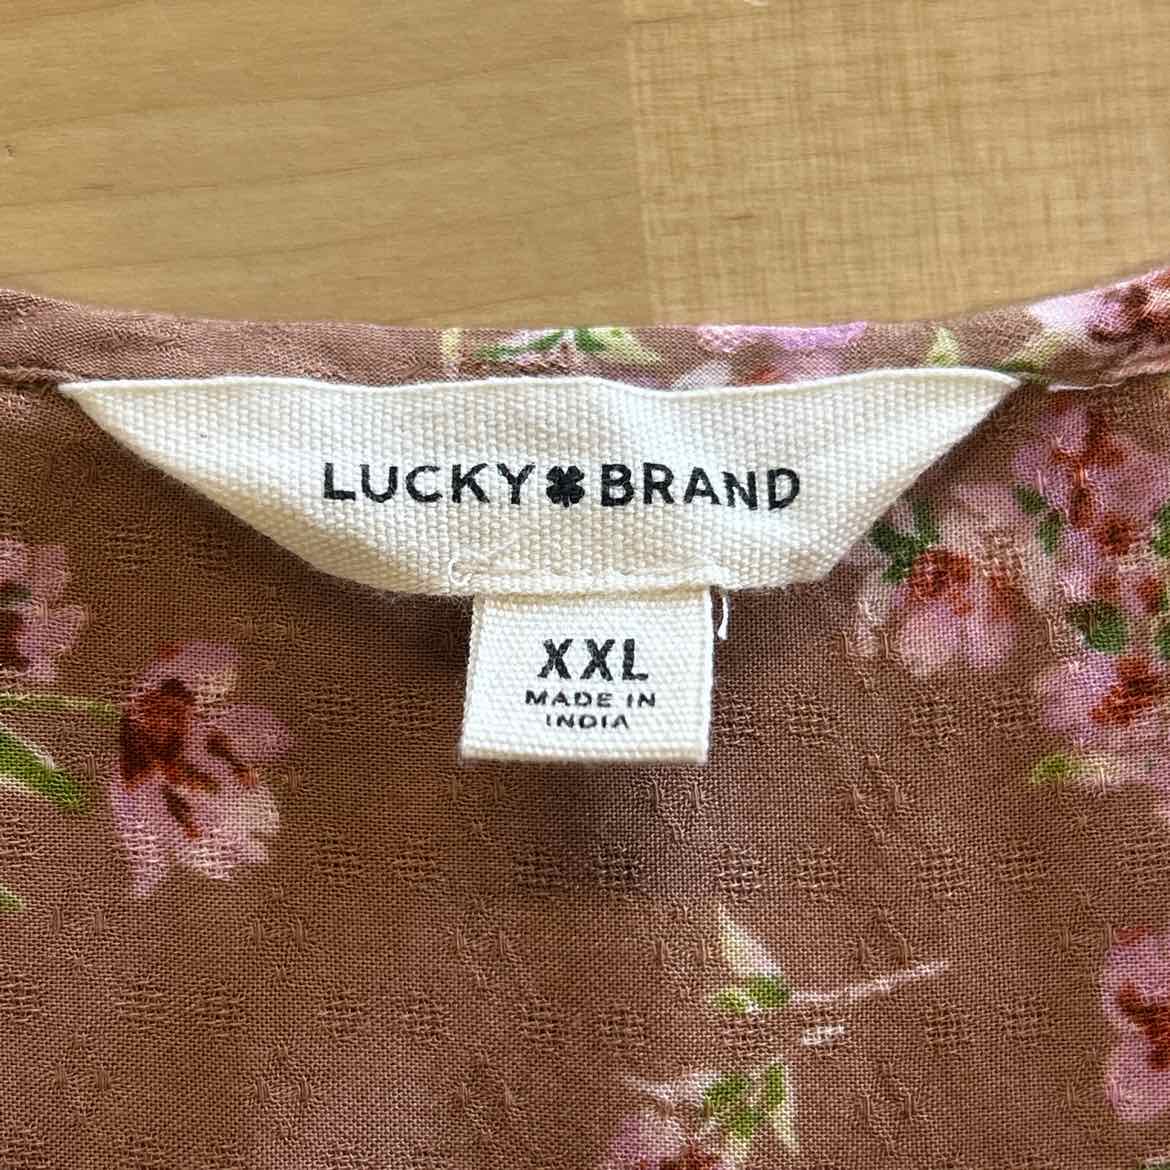 LUCKY BRAND
XXL
MADE IN
INDIA